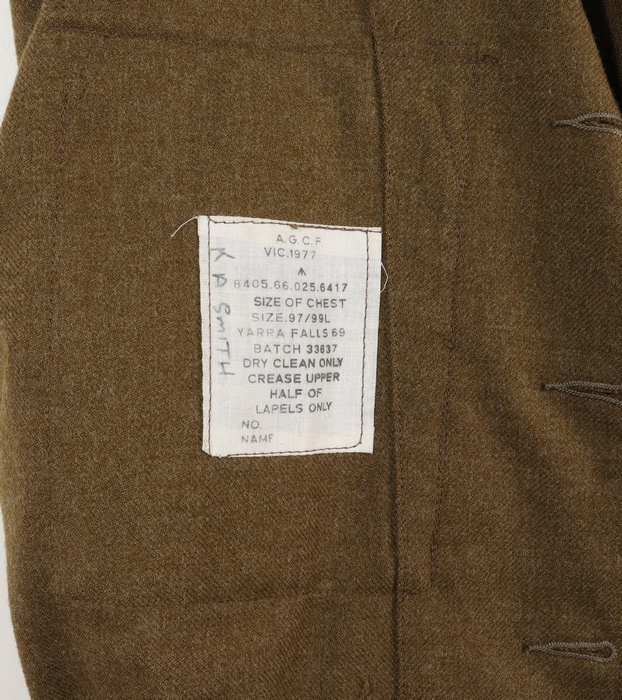 A.G.C.F
VIC.1977
8405.66.025.6417
SIZE OF CHEST
SIZE.97/99L
YARRA FALLS 69
BATCH 33637
DRY CLEAN ONLY
CREASE UPPER
HALF OF
LAPELS ONLY
NO.
NAME
SMITH